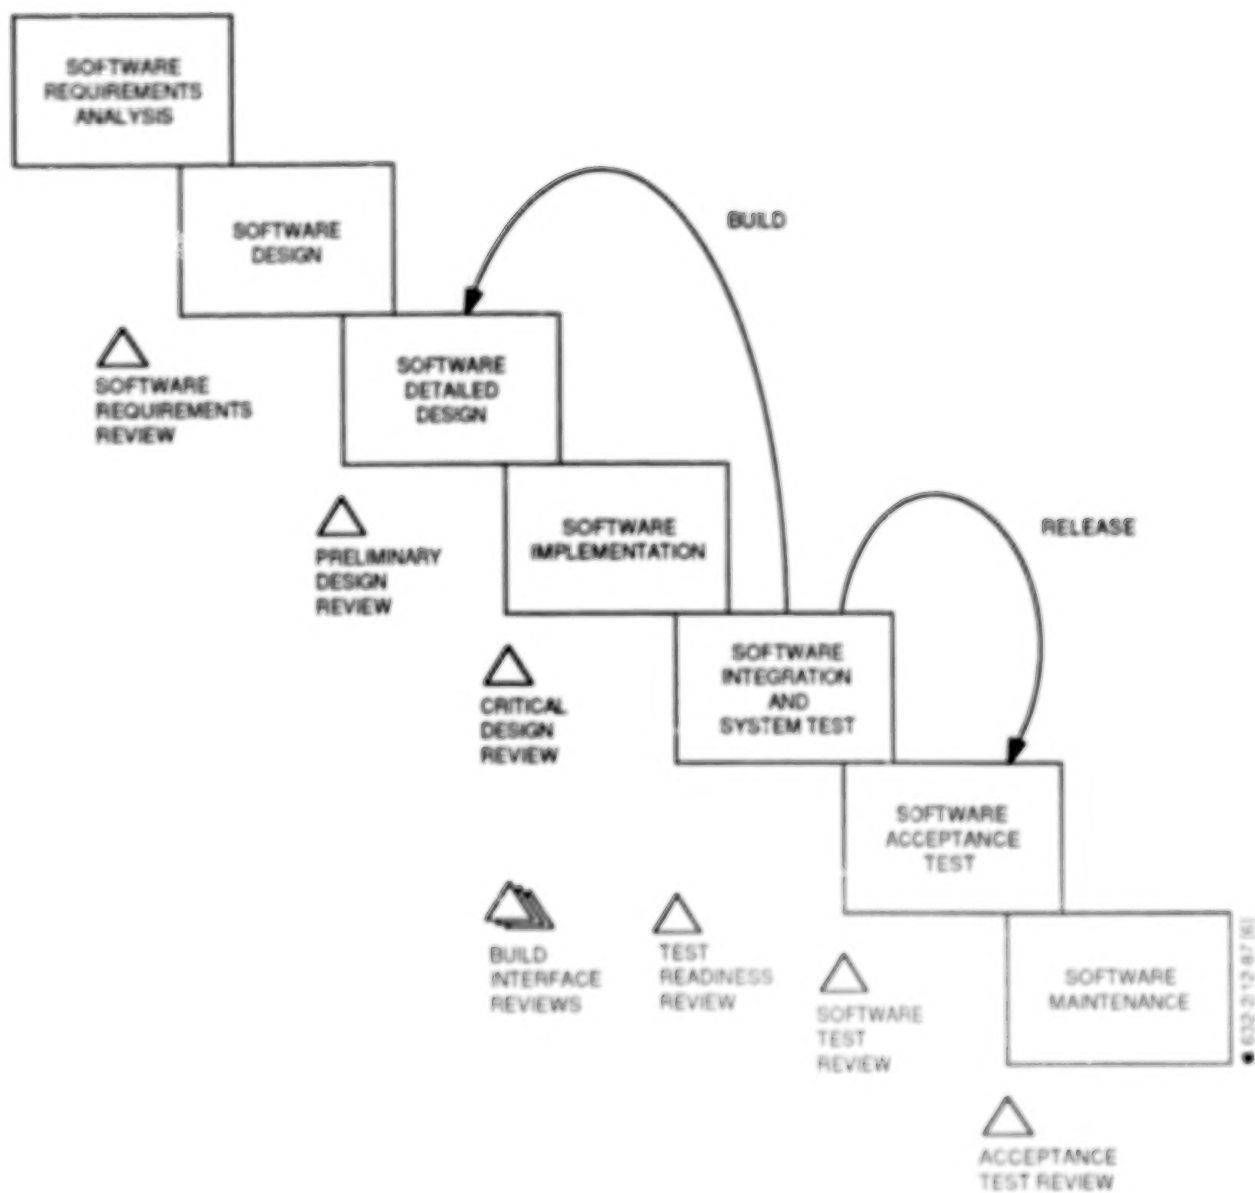 SOFTWARE
REQUIREMENTS
ANALYSIS
SOFTWARE
DESIGN
BUILD
SOFTWARE
REQUIREMENTS
REVIEW
SOFTWARE
DETAILED
DESIGN
PRELIMINARY
DESIGN
REVIEW
SOFTWARE
IMPLEMENTATION
RELEASE
CRITICAL
DESIGN
REVIEW
SOFTWARE
INTEGRATION
AND
SYSTEM TEST
SOFTWARE
ACCEPTANCE
TEST
BUILD
INTERFACE
REVIEWS
TEST
READINESS
REVIEW
SOFTWARE
TEST
REVIEW
SOFTWARE
MAINTENANCE
ACCEPTANCE
TEST REVIEW